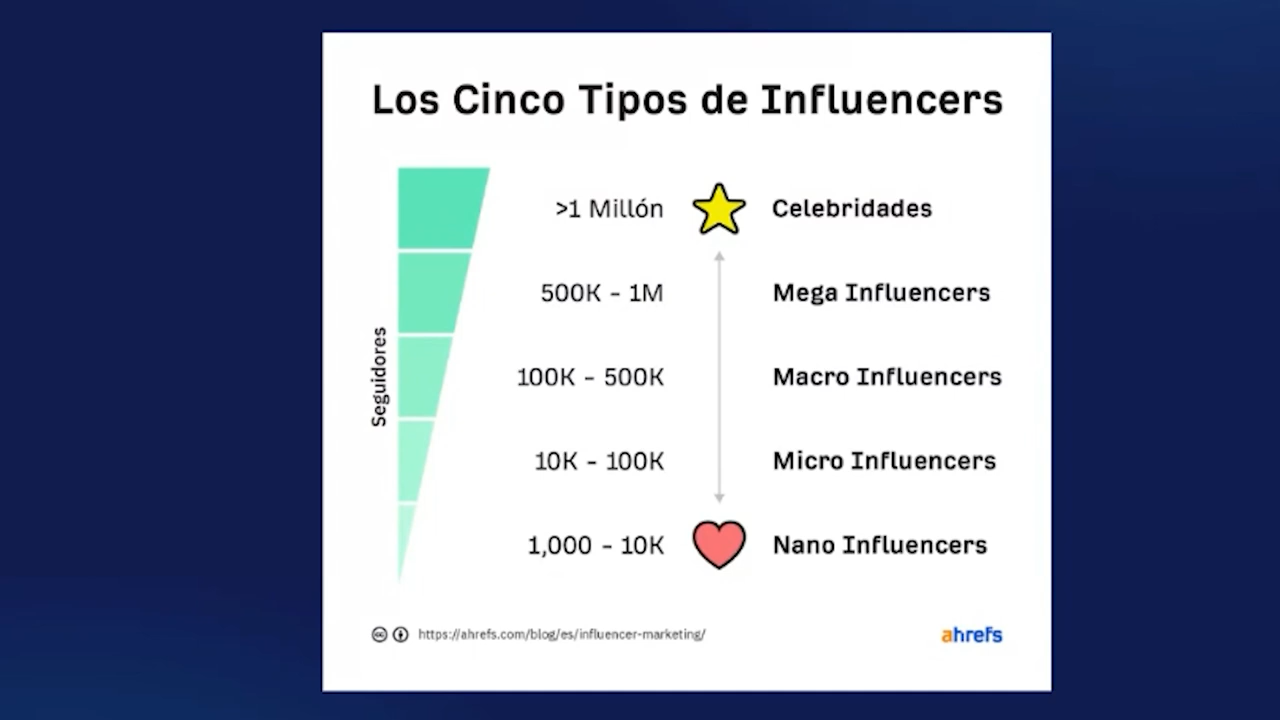 Los Cinco Tipos de Influencers
Seguidores
>1 Millón Celebridades
500K - 1M Mega Influencers
100K - 500K Macro Influencers
10K - 100K Micro Influencers
1,000 - 10K Nano Influencers
https://ahrefs.com/blog/es/influencer-marketing/ ahrefs